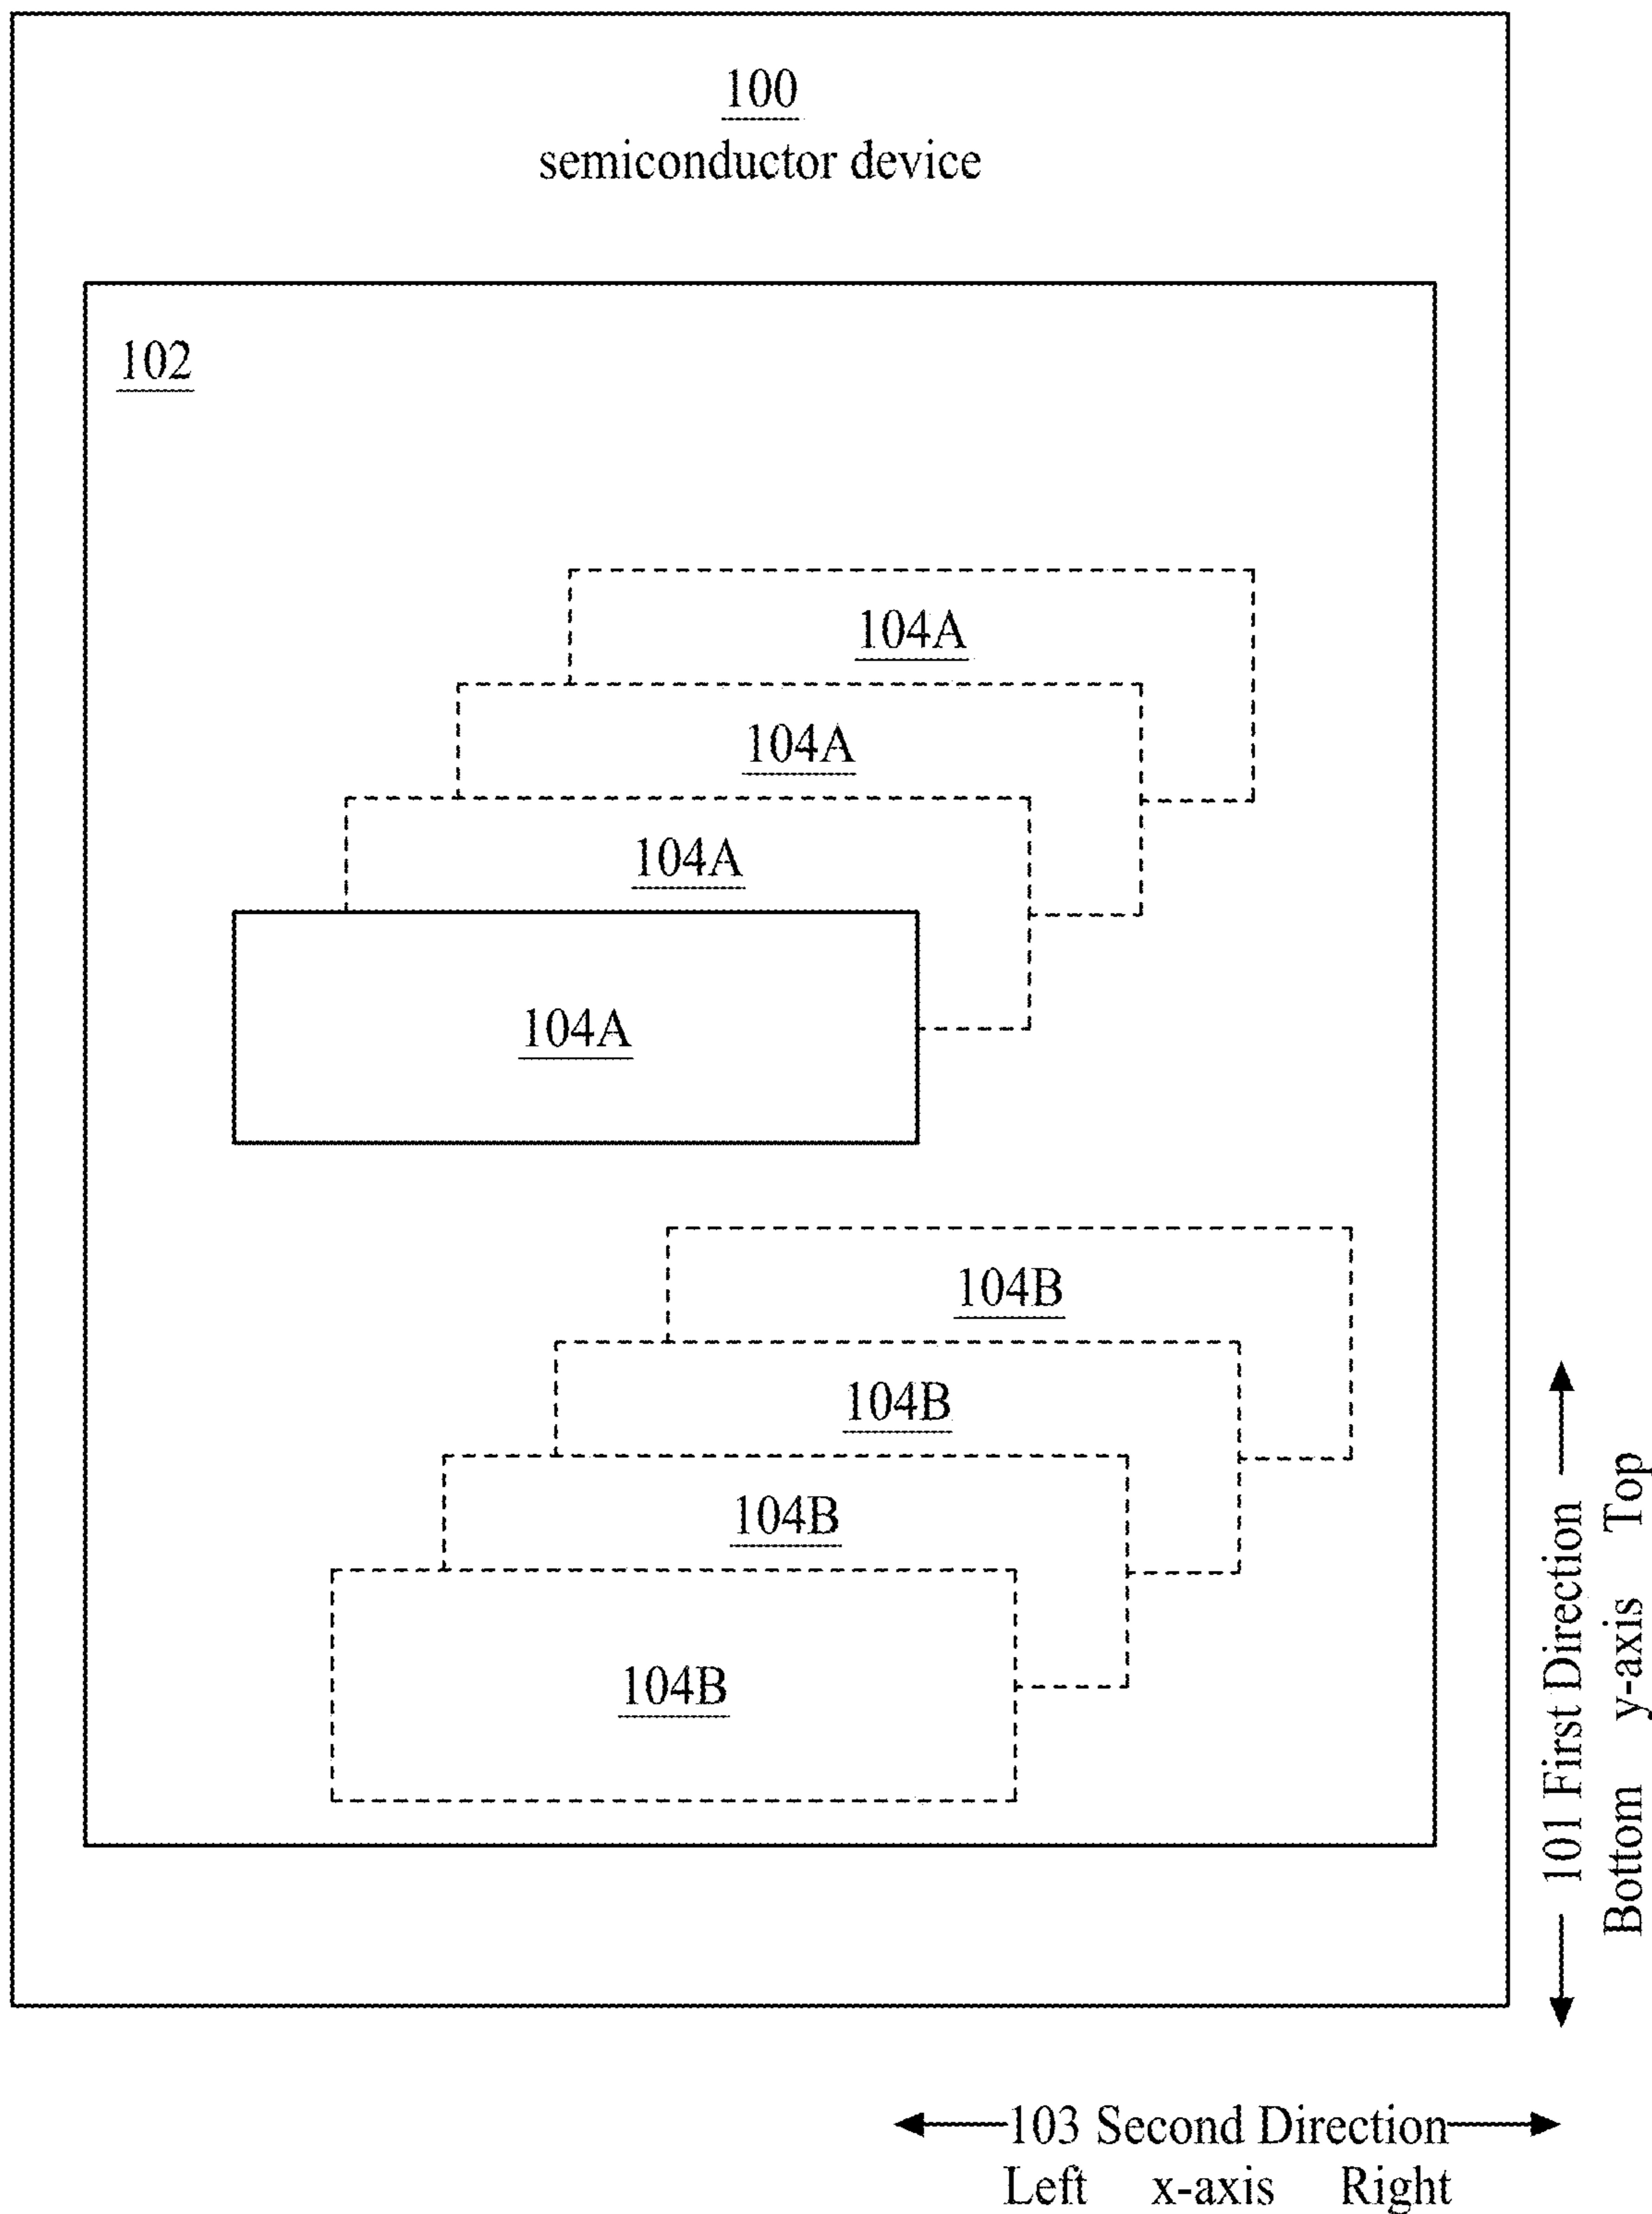 100
semiconductor device
102
104A
104A
104A
104A
104B
104B
104B
104B
101 First Direction
Bottom y-axis Top
103 Second Direction
Left x-axis Right